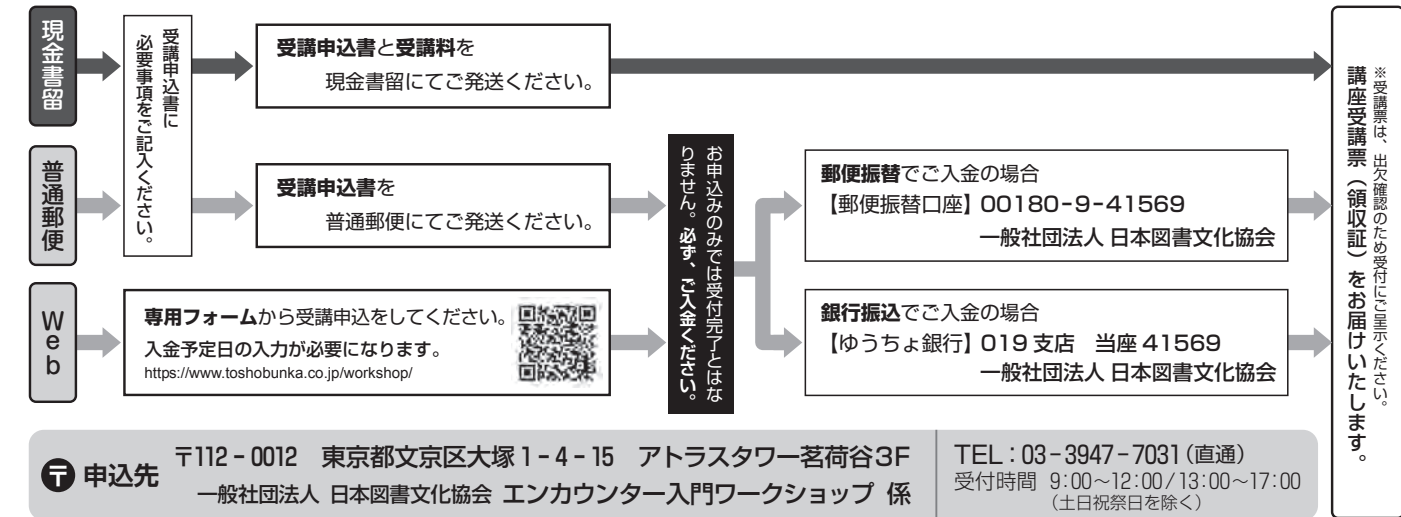 現金書留
受講申込書に
必要事項をご記入ください。
受講申込書と受講料を
現金書留にてご発送ください。
普通郵便
受講申込書を
普通郵便にてご発送ください。
Web
専用フォームから受講申込をしてください。
入金予定日の入力が必要になります。
https://www.toshobunka.co.jp/workshop/
お申込みのみでは受付完了とはな
りません。必ず、ご入金ください。
郵便振替でご入金の場合
【郵便振替口座】00180-9-41569
一般社団法人 日本図書文化協会
銀行振込でご入金の場合
【ゆうちょ銀行】019 支店 当座 41569
一般社団法人 日本図書文化協会
※受講票は、出欠確認のため受付にご呈示ください。
講座受講票（領収証）をお届けいたします。
〒申込先
〒112-0012 東京都文京区大塚1-4-15 アトラスタワー茗荷谷3F
一般社団法人 日本図書文化協会 エンカウンター入門ワークショップ 係
TEL：03-3947-7031（直通）
受付時間 9:00〜12:00/13:00〜17:00
（土日祝祭日を除く）